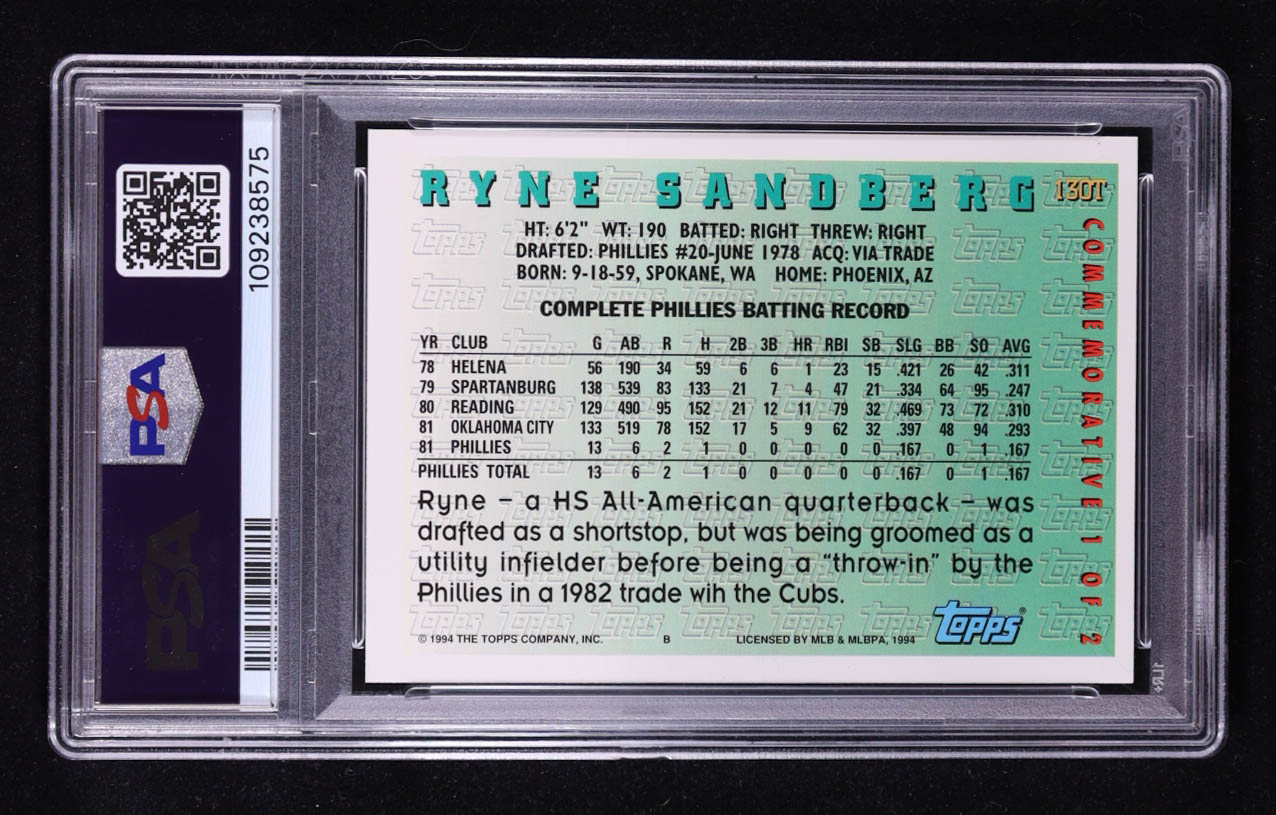 109238575
PSA
PSA
RYNE SANDBERG
130T
HT: 6'2" WT: 190 BATTED: RIGHT THREW: RIGHT
DRAFTED: PHILLIES #20-JUNE 1978 ACQ: VIA TRADE
BORN: 9-18-59, SPOKANE, WA HOME: PHOENIX, AZ
COMPLETE PHILLIES BATTING RECORD
YR CLUB G AB R H 2B 3B HR RBI SB SLG BB SO AVG
78 HELENA 56 190 34 59 6 6 1 23 15 .421 26 42 .311
79 SPARTANBURG 138 539 83 133 21 7 4 47 21 .334 64 95 .247
80 READING 129 490 95 152 21 12 11 79 32 .469 73 72 .310
81 OKLAHOMA CITY 133 519 78 152 17 5 9 62 32 .397 48 94 .293
81 PHILLIES 13 6 2 1 0 0 0 0 0 .167 0 1 .167
PHILLIES TOTAL 13 6 2 1 0 0 0 0 0 .167 0 1 .167
Ryne – a HS All-American quarterback – was
drafted as a shortstop, but was being groomed as a
utility infielder before being a "throw-in" by the
Phillies in a 1982 trade wih the Cubs.
© 1994 THE TOPPS COMPANY, INC. B LICENSED BY MLB & MLBPA, 1994
Topps®
COMMEMORATIVE 1 OF 2